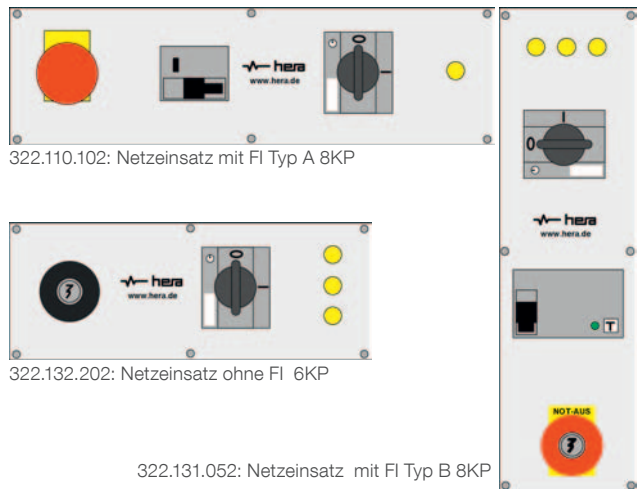 hera
www.hera.de
O
I
322.110.102: Netzeinsatz mit FI Typ A 8KP
hera
www.hera.de
O
I
322.132.202: Netzeinsatz ohne FI 6KP
I
O
hera
www.hera.de
T
NOT-AUS
322.131.052: Netzeinsatz mit FI Typ B 8KP